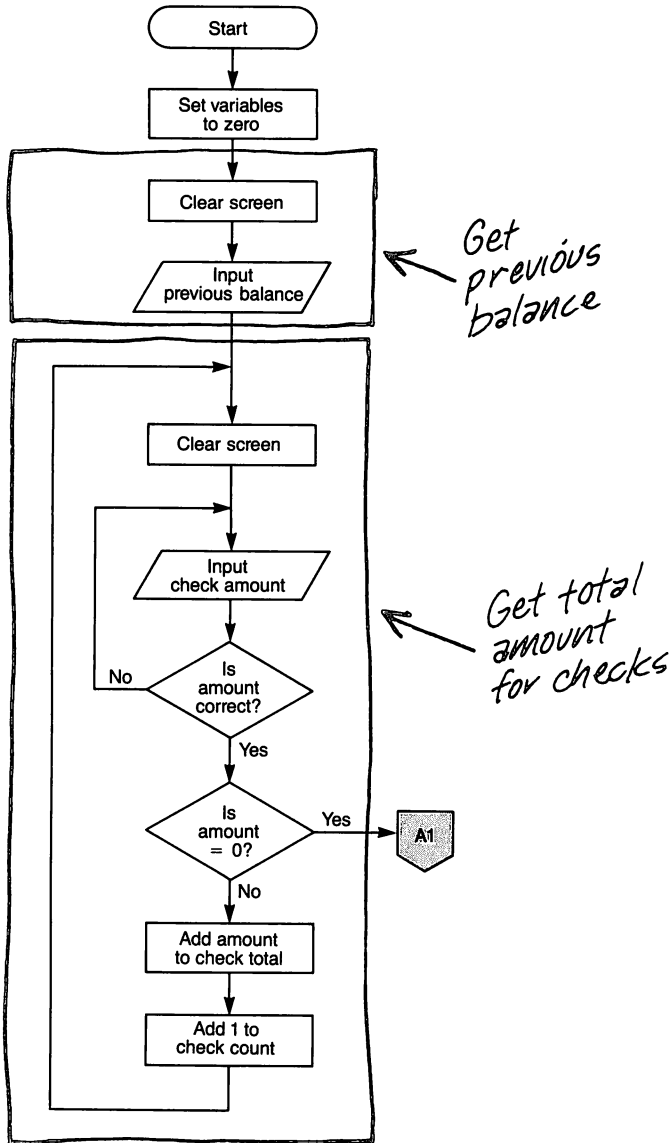 Start
Set variables
to zero
Clear screen
Input
previous balance
Get
previous
balance
Clear screen
Input
check amount
Get total
amount
for checks
Is
amount
correct?
No
Yes
Is
amount
= 0?
Yes
A1
No
Add amount
to check total
Add 1 to
check count